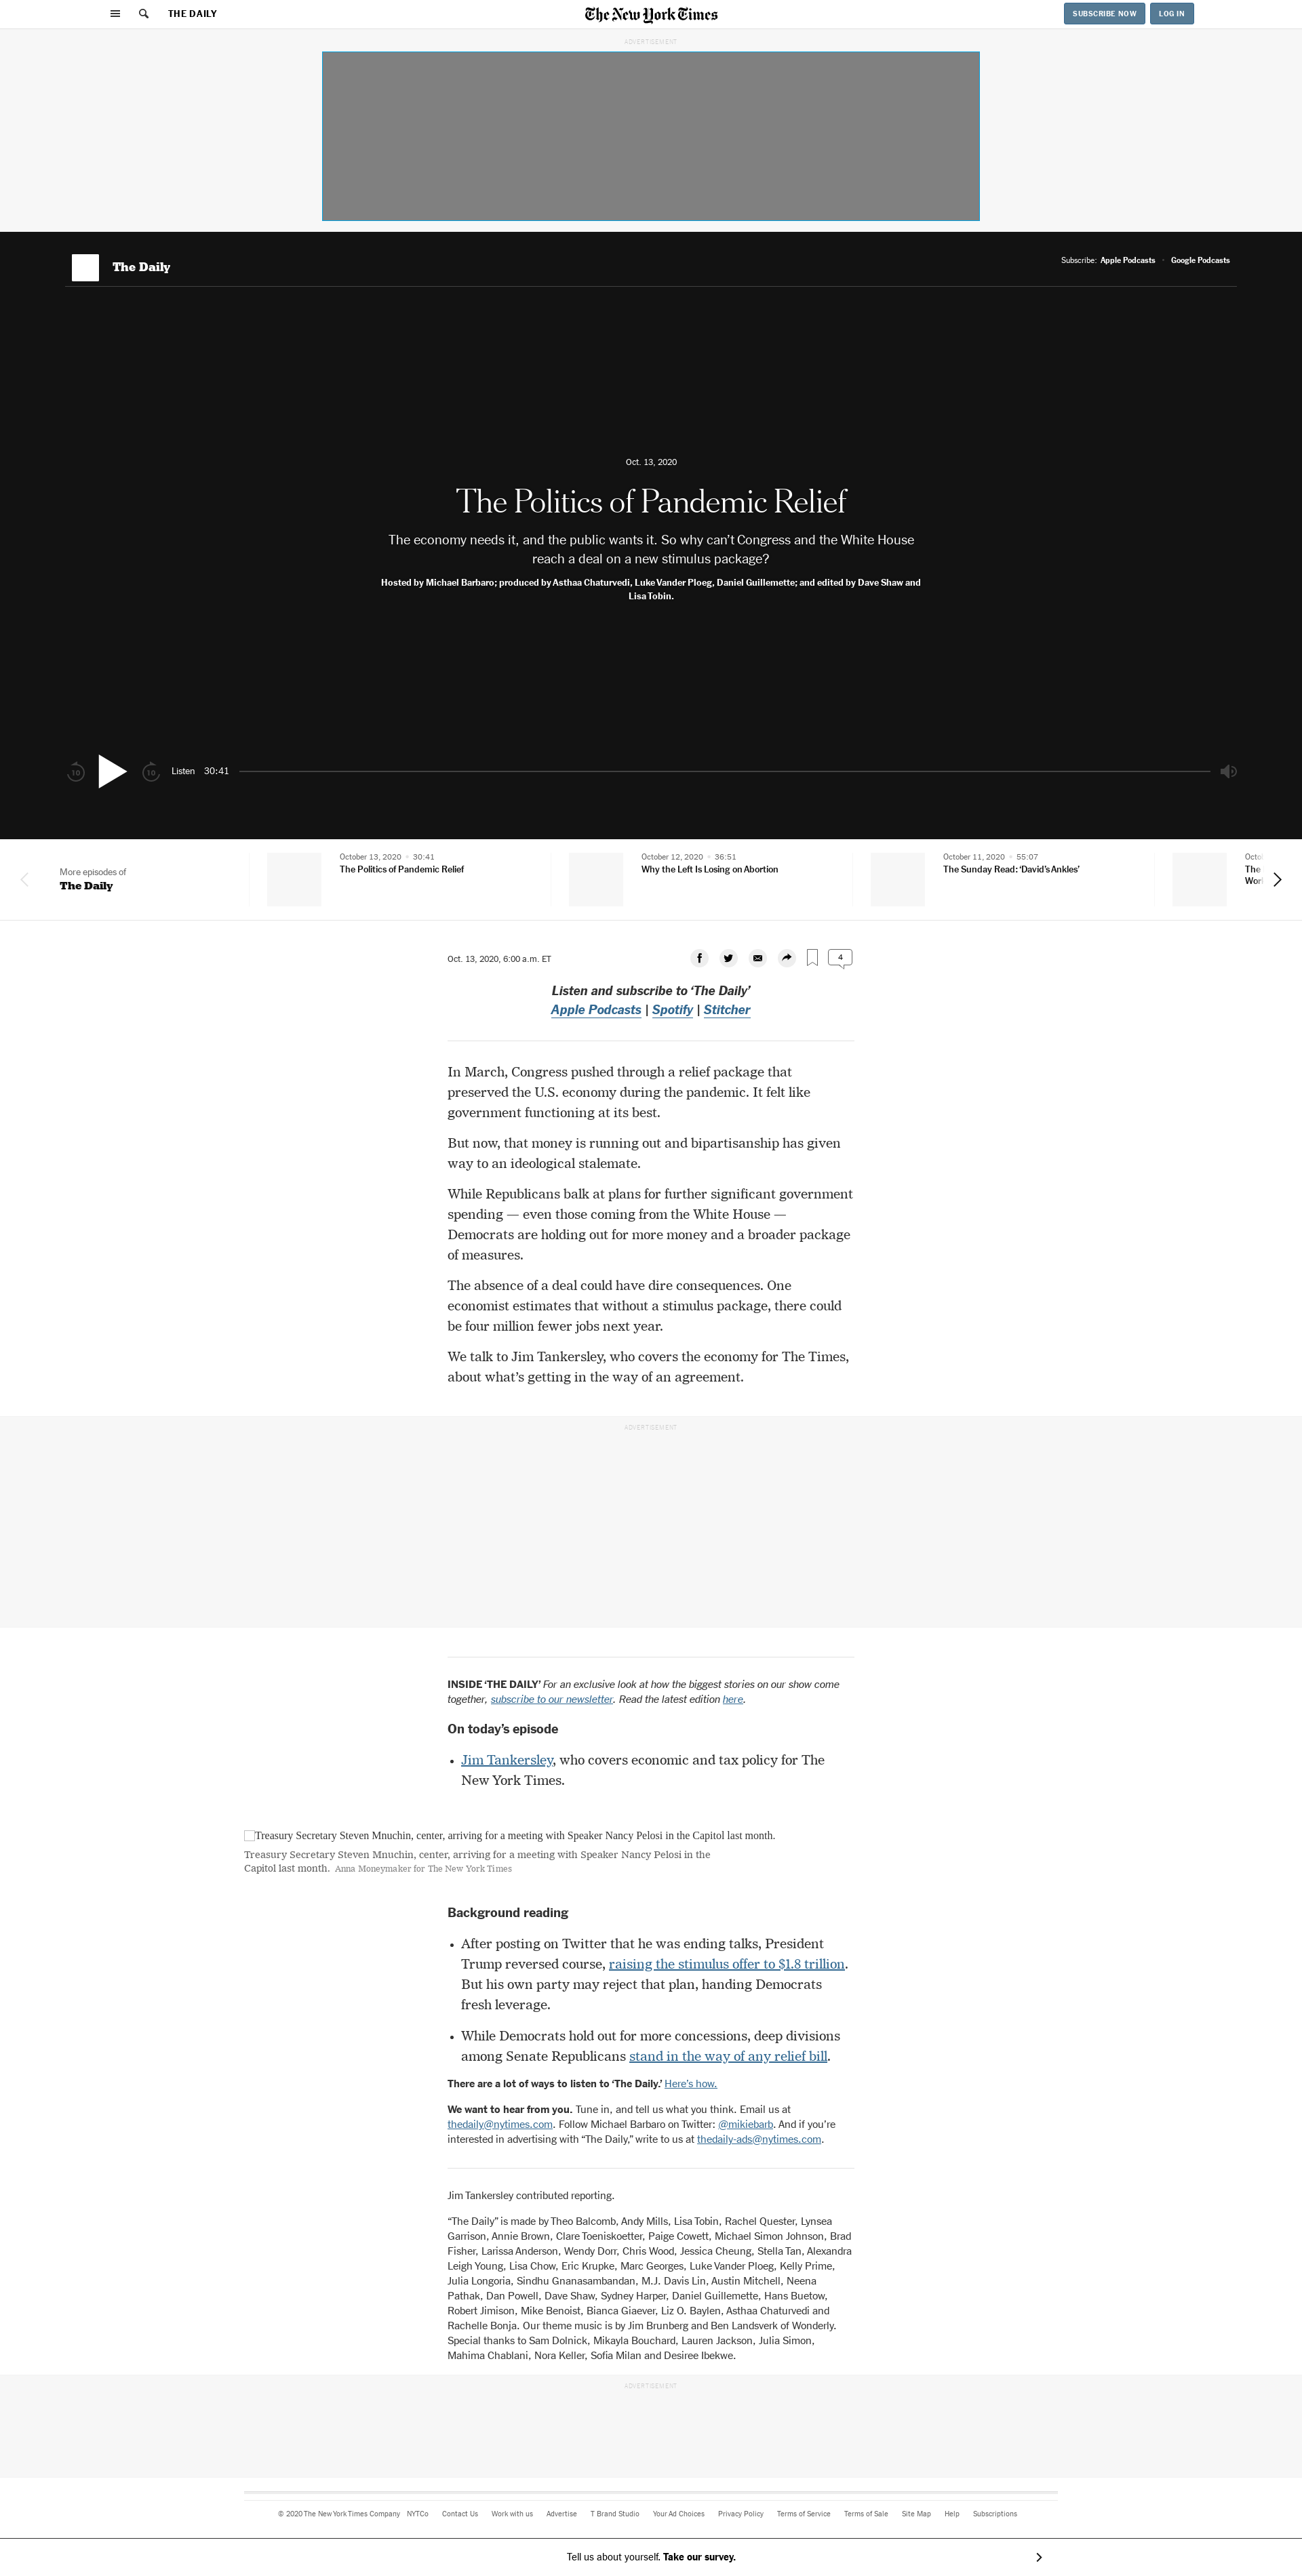 THE DAILY
The New York Times
SUBSCRIBE NOW
LOG IN
ADVERTISEMENT
The Daily
Subscribe: Apple Podcasts • Google Podcasts
Oct. 13, 2020
The Politics of Pandemic Relief
The economy needs it, and the public wants it. So why can’t Congress and the White House
reach a deal on a new stimulus package?
Hosted by Michael Barbaro; produced by Asthaa Chaturvedi, Luke Vander Ploeg, Daniel Guillemette; and edited by Dave Shaw and
Lisa Tobin.
10
10
Listen 30:41
More episodes of
The Daily
October 13, 2020 • 30:41
The Politics of Pandemic Relief
October 12, 2020 • 36:51
Why the Left Is Losing on Abortion
October 11, 2020 • 55:07
The Sunday Read: ‘David’s Ankles’
The
Oct. 13, 2020, 6:00 a.m. ET
4
Listen and subscribe to ‘The Daily’
Apple Podcasts | Spotify | Stitcher
In March, Congress pushed through a relief package that
preserved the U.S. economy during the pandemic. It felt like
government functioning at its best.
But now, that money is running out and bipartisanship has given
way to an ideological stalemate.
While Republicans balk at plans for further significant government
spending — even those coming from the White House —
Democrats are holding out for more money and a broader package
of measures.
The absence of a deal could have dire consequences. One
economist estimates that without a stimulus package, there could
be four million fewer jobs next year.
We talk to Jim Tankersley, who covers the economy for The Times,
about what’s getting in the way of an agreement.
ADVERTISEMENT
INSIDE ‘THE DAILY’ For an exclusive look at how the biggest stories on our show come
together, subscribe to our newsletter. Read the latest edition here.
On today’s episode
• Jim Tankersley, who covers economic and tax policy for The
New York Times.
Treasury Secretary Steven Mnuchin, center, arriving for a meeting with Speaker Nancy Pelosi in the Capitol last month.
Treasury Secretary Steven Mnuchin, center, arriving for a meeting with Speaker Nancy Pelosi in the
Capitol last month. Anna Moneymaker for The New York Times
Background reading
• After posting on Twitter that he was ending talks, President
Trump reversed course, raising the stimulus offer to $1.8 trillion.
But his own party may reject that plan, handing Democrats
fresh leverage.
• While Democrats hold out for more concessions, deep divisions
among Senate Republicans stand in the way of any relief bill.
There are a lot of ways to listen to ‘The Daily.’ Here’s how.
We want to hear from you. Tune in, and tell us what you think. Email us at
thedaily@nytimes.com. Follow Michael Barbaro on Twitter: @mikiebarb. And if you’re
interested in advertising with “The Daily,” write to us at thedaily-ads@nytimes.com.
Jim Tankersley contributed reporting.
“The Daily” is made by Theo Balcomb, Andy Mills, Lisa Tobin, Rachel Quester, Lynsea
Garrison, Annie Brown, Clare Toeniskoetter, Paige Cowett, Michael Simon Johnson, Brad
Fisher, Larissa Anderson, Wendy Dorr, Chris Wood, Jessica Cheung, Stella Tan, Alexandra
Leigh Young, Lisa Chow, Eric Krupke, Marc Georges, Luke Vander Ploeg, Kelly Prime,
Julia Longoria, Sindhu Gnanasambandan, M.J. Davis Lin, Austin Mitchell, Neena
Pathak, Dan Powell, Dave Shaw, Sydney Harper, Daniel Guillemette, Hans Buetow,
Robert Jimison, Mike Benoist, Bianca Giaever, Liz O. Baylen, Asthaa Chaturvedi and
Rachelle Bonja. Our theme music is by Jim Brunberg and Ben Landsverk of Wonderly.
Special thanks to Sam Dolnick, Mikayla Bouchard, Lauren Jackson, Julia Simon,
Mahima Chablani, Nora Keller, Sofia Milan and Desiree Ibekwe.
ADVERTISEMENT
© 2020 The New York Times Company NYTCo Contact Us Work with us Advertise T Brand Studio Your Ad Choices Privacy Policy Terms of Service Terms of Sale Site Map Help Subscriptions
Tell us about yourself. Take our survey.